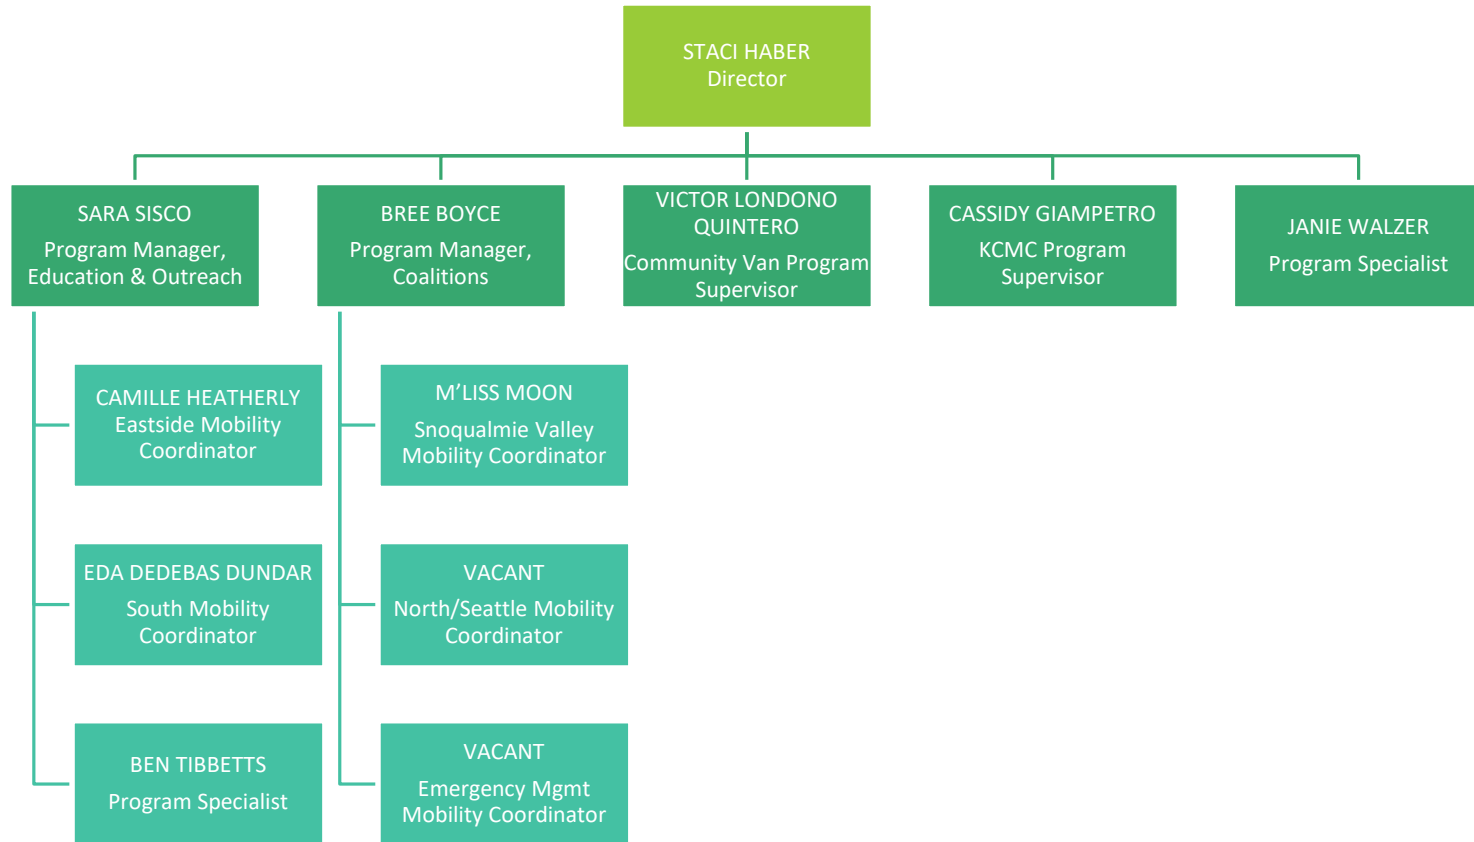 STACI HABER
Director
SARA SISCO
Program Manager,
Education & Outreach
BREE BOYCE
Program Manager,
Coalitions
VICTOR LONDONO
QUINTERO
Community Van Program
Supervisor
CASSIDY GIAMPETRO
KCMC Program
Supervisor
JANIE WALZER
Program Specialist
CAMILLE HEATHERLY
Eastside Mobility
Coordinator
EDA DEDEBAS DUNDAR
South Mobility
Coordinator
BEN TIBBETTS
Program Specialist
M’LISS MOON
Snoqualmie Valley
Mobility Coordinator
VACANT
North/Seattle Mobility
Coordinator
VACANT
Emergency Mgmt
Mobility Coordinator